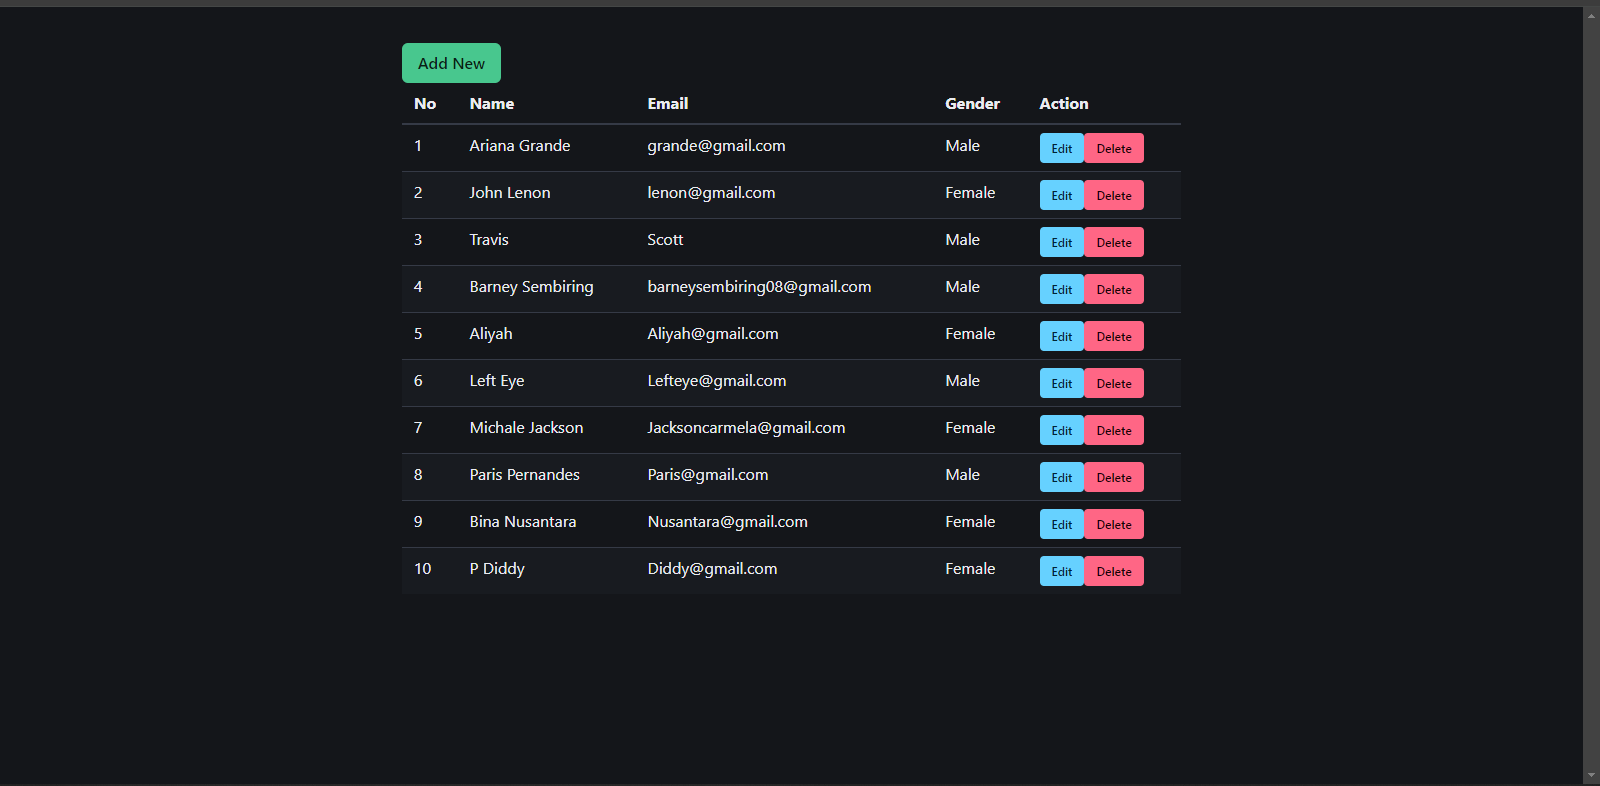 Add New
No Name Email Gender Action
1 Ariana Grande grande@gmail.com Male Edit Delete
2 John Lenon lenon@gmail.com Female Edit Delete
3 Travis Scott Male Edit Delete
4 Barney Sembiring barneysembiring08@gmail.com Male Edit Delete
5 Aliyah Aliyah@gmail.com Female Edit Delete
6 Left Eye Lefteye@gmail.com Male Edit Delete
7 Michale Jackson Jacksoncarmela@gmail.com Female Edit Delete
8 Paris Pernandes Paris@gmail.com Male Edit Delete
9 Bina Nusantara Nusantara@gmail.com Female Edit Delete
10 P Diddy Diddy@gmail.com Female Edit Delete